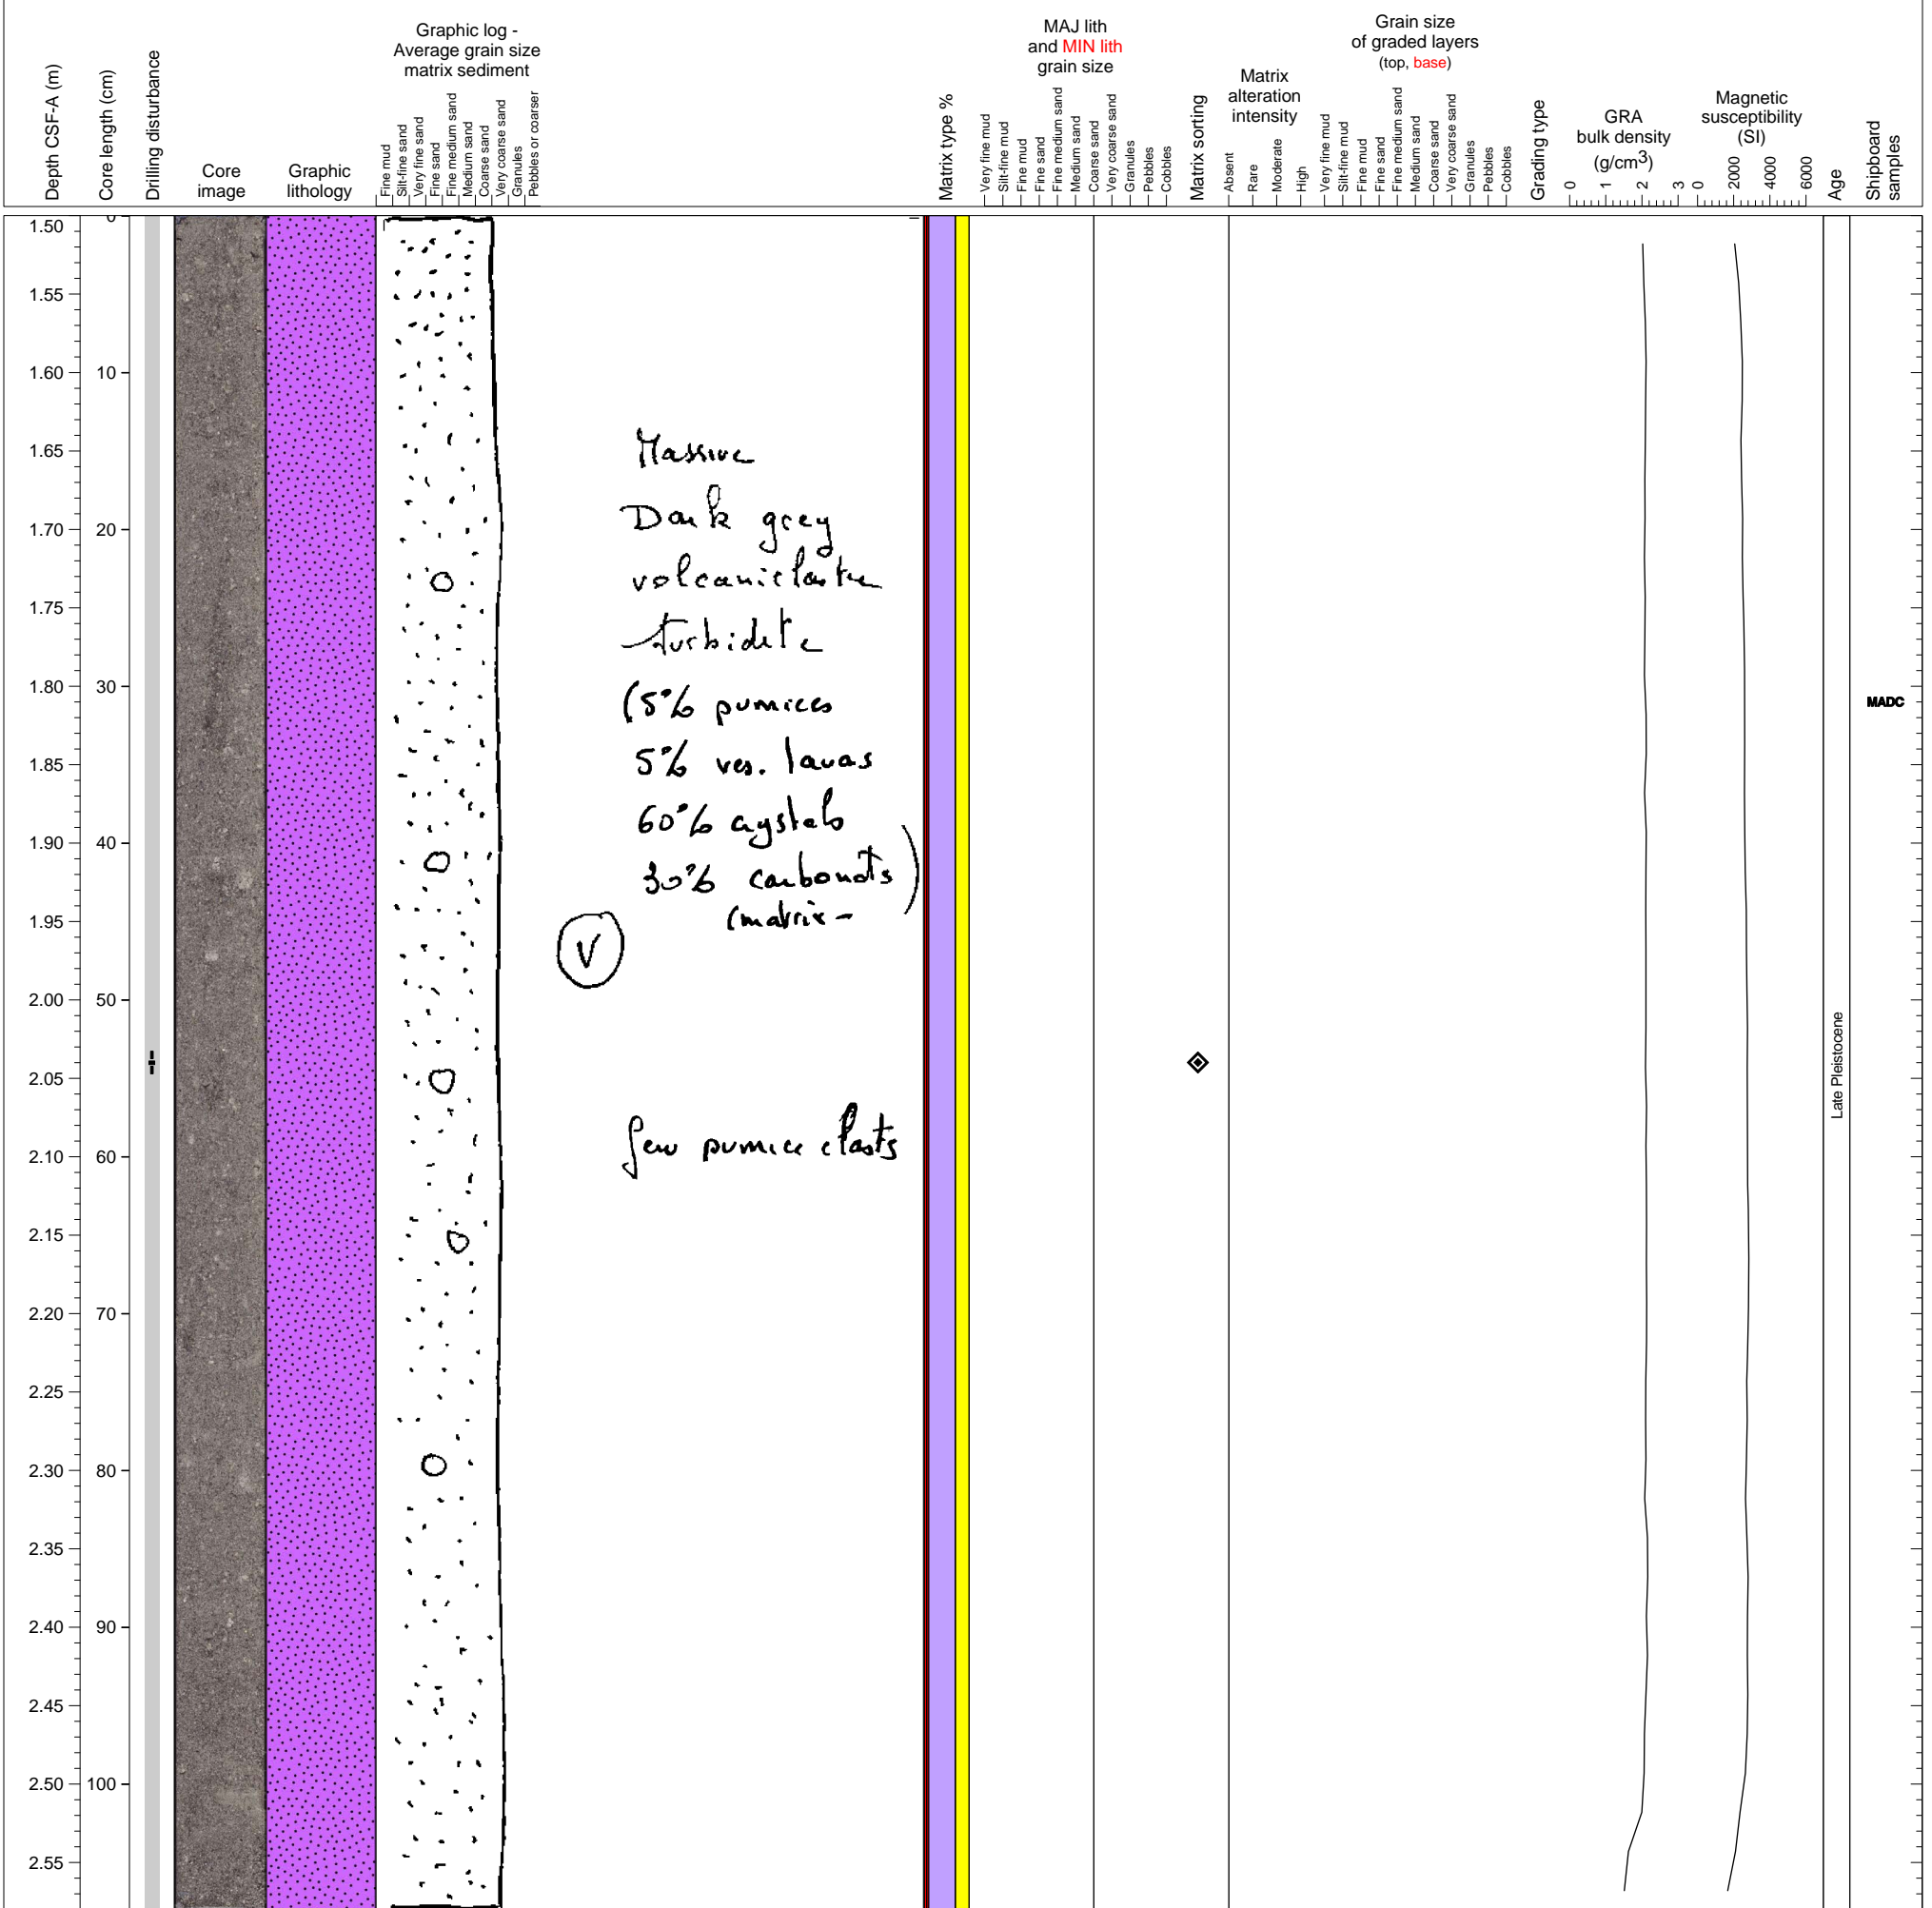 Depth CSF-A (m)
Core length (cm)
Drilling disturbance
Core
image
Graphic
lithology
Graphic log -
Average grain size
matrix sediment
Fine mud
Silt-fine sand
Very fine sand
Fine sand
Fine medium sand
Medium sand
Coarse sand
Very coarse sand
Granules
Pebbles or coarser
Matrix type %
MAJ lith
and MIN lith
grain size
Very fine mud
Silt-fine mud
Fine mud
Fine sand
Fine medium sand
Medium sand
Coarse sand
Very coarse sand
Granules
Pebbles
Cobbles
Matrix sorting
Matrix
alteration
intensity
Absent
Rare
Moderate
High
Grain size
of graded layers
(top, base)
Very fine mud
Silt-fine mud
Fine mud
Fine sand
Fine medium sand
Medium sand
Coarse sand
Very coarse sand
Granules
Pebbles
Cobbles
Grading type
GRA
bulk density
(g/cm3)
0 1 2 3
Magnetic
susceptibility
(SI)
0 2000 4000 6000
Age
Shipboard
samples
0
1.50
1.55
1.60 10
1.65
1.70 20
1.75
1.80 30
1.85
1.90 40
1.95
2.00 50
2.05
2.10 60
2.15
2.20 70
2.25
2.30 80
2.35
2.40 90
2.45
2.50 100
2.55
Massive
Dark grey
volcaniclastic
turbidite
(5% pumices
5% ves. lavas
60% crystals
30% carbonats)
(matrix -
V
few pumice clasts
MADC
Late Pleistocene